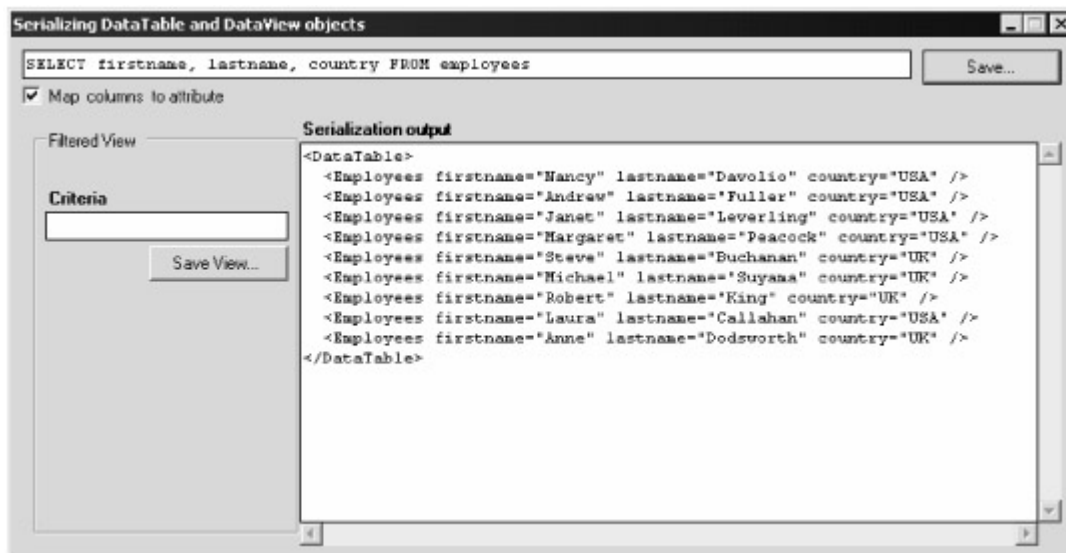 Serializing DataTable and DataView objects
SELECT firstname, lastname, country FROM employees
Save...
Map columns to attribute
Filtered View
Criteria
Save View...
Serialization output
<DataTable>
<Employees firstname="Nancy" lastname="Davolio" country="USA" />
<Employees firstname="Andrew" lastname="Fuller" country="USA" />
<Employees firstname="Janet" lastname="Leverling" country="USA" />
<Employees firstname="Margaret" lastname="Peacock" country="USA" />
<Employees firstname="Steve" lastname="Buchanan" country="UK" />
<Employees firstname="Michael" lastname="Suyama" country="UK" />
<Employees firstname="Robert" lastname="King" country="UK" />
<Employees firstname="Laura" lastname="Callahan" country="USA" />
<Employees firstname="Anne" lastname="Dodsworth" country="UK" />
</DataTable>